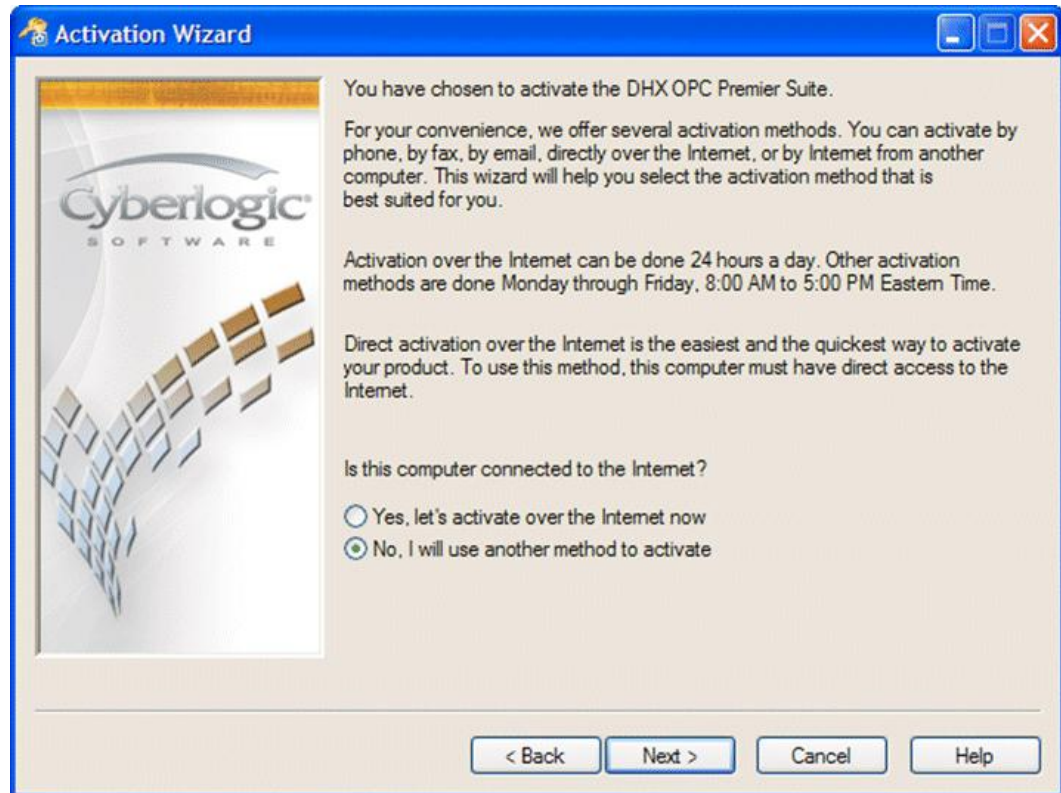 Activation Wizard
You have chosen to activate the DHX OPC Premier Suite.
For your convenience, we offer several activation methods. You can activate by
phone, by fax, by email, directly over the Internet, or by Internet from another
computer. This wizard will help you select the activation method that is
best suited for you.
Cyberlogic
SOFTWARE
Activation over the Internet can be done 24 hours a day. Other activation
methods are done Monday through Friday, 8:00 AM to 5:00 PM Eastern Time.
Direct activation over the Internet is the easiest and the quickest way to activate
your product. To use this method, this computer must have direct access to the
Internet.
Is this computer connected to the Internet?
Yes, let's activate over the Internet now
No, I will use another method to activate
< Back Next > Cancel Help